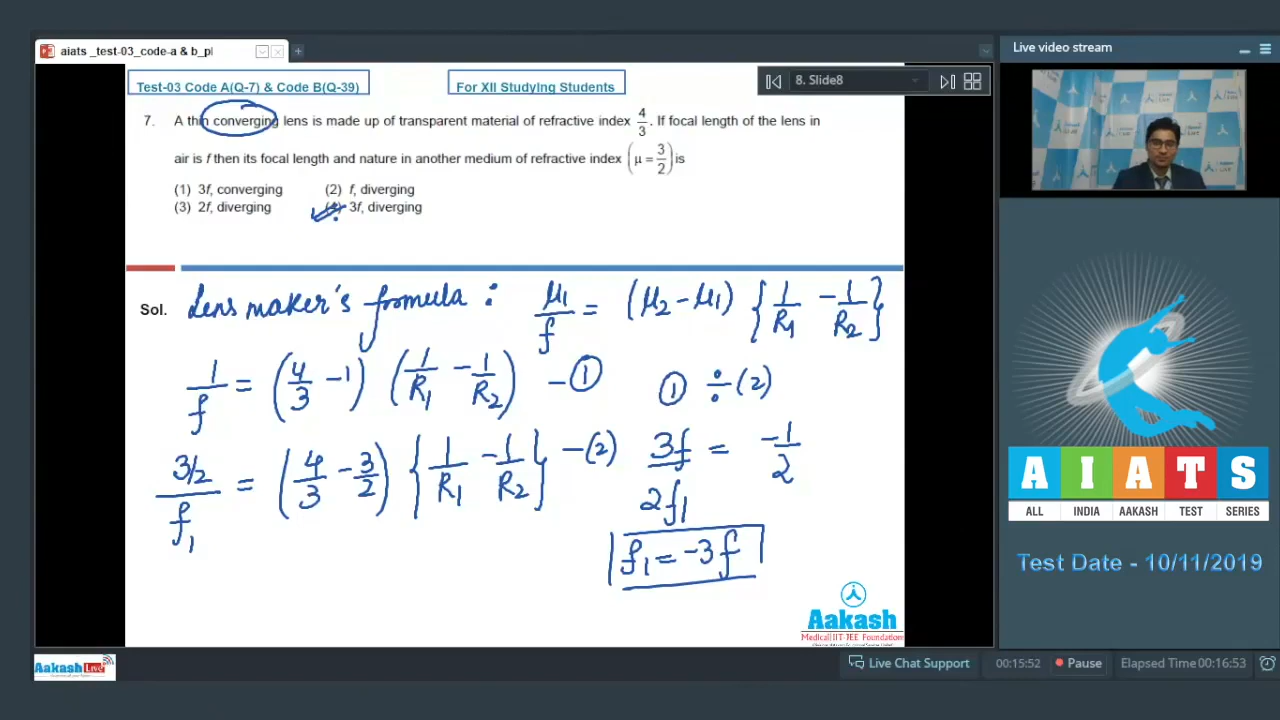 aiats _test-03_code-a & b_p
Live video stream
Test-03 Code A(Q-7) & Code B(Q-39)
For XII Studying Students
8. Slide8
7. A thin converging lens is made up of transparent material of refractive index 4/3. If focal length of the lens in
air is f then its focal length and nature in another medium of refractive index (μ = 3/2) is
(1) 3f, converging (2) f, diverging
(3) 2f, diverging (4) 3f, diverging
Sol. Lens maker's formula : μ1/f = (μ2 - μ1) {1/R1 - 1/R2}
1/f = (4/3 - 1) (1/R1 - 1/R2) - ①
① ÷ (2)
3/2/f1 = (4/3 - 3/2) {1/R1 - 1/R2} - (2)
3f/2f1 = -1/2
f1 = -3f
Aakash
Medical|IIT-JEE|Foundations
AIATS
ALL INDIA AAKASH TEST SERIES
Test Date - 10/11/2019
Aakash Live
Live Chat Support
00:15:52
Pause
Elapsed Time 00:16:53